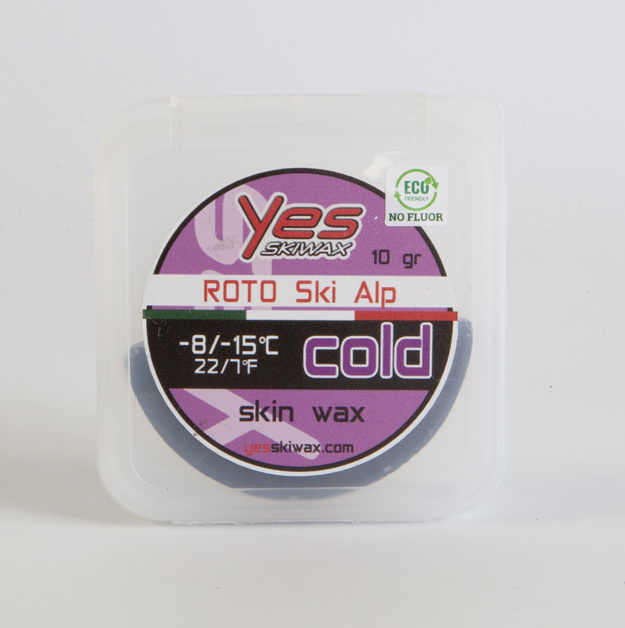 ECO
FRIENDLY
NO FLUOR
Yes
SKIWAX
10 gr
ROTO Ski Alp
-8/-15°C
22/7°F
cold
skin wax
yesskiwax.com